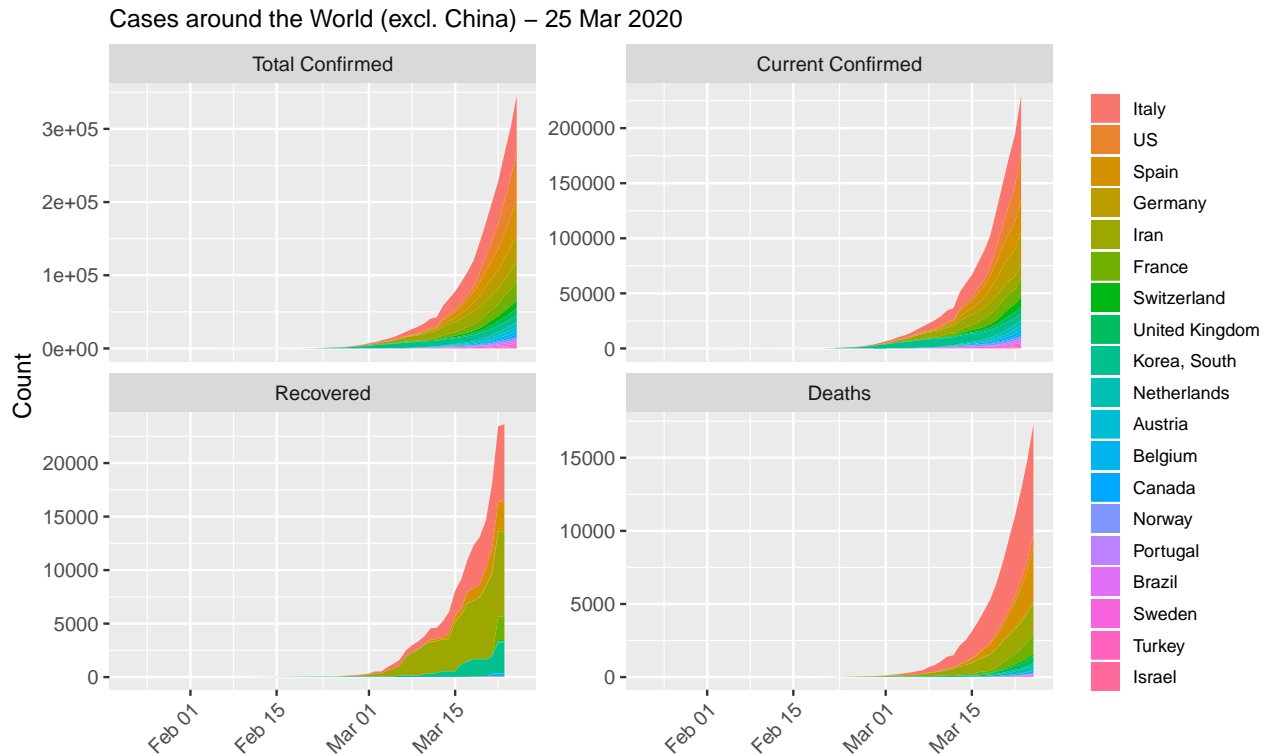 Cases around the World (excl. China) – 25 Mar 2020
Total Confirmed
Current Confirmed
3e+05
2e+05
1e+05
0e+00
200000
150000
100000
50000
0
Count
Recovered
Deaths
20000
15000
10000
5000
0
15000
10000
5000
0
Feb 01
Feb 15
Mar 01
Mar 15
Feb 01
Feb 15
Mar 01
Mar 15
Italy
US
Spain
Germany
Iran
France
Switzerland
United Kingdom
Korea, South
Netherlands
Austria
Belgium
Canada
Norway
Portugal
Brazil
Sweden
Turkey
Israel